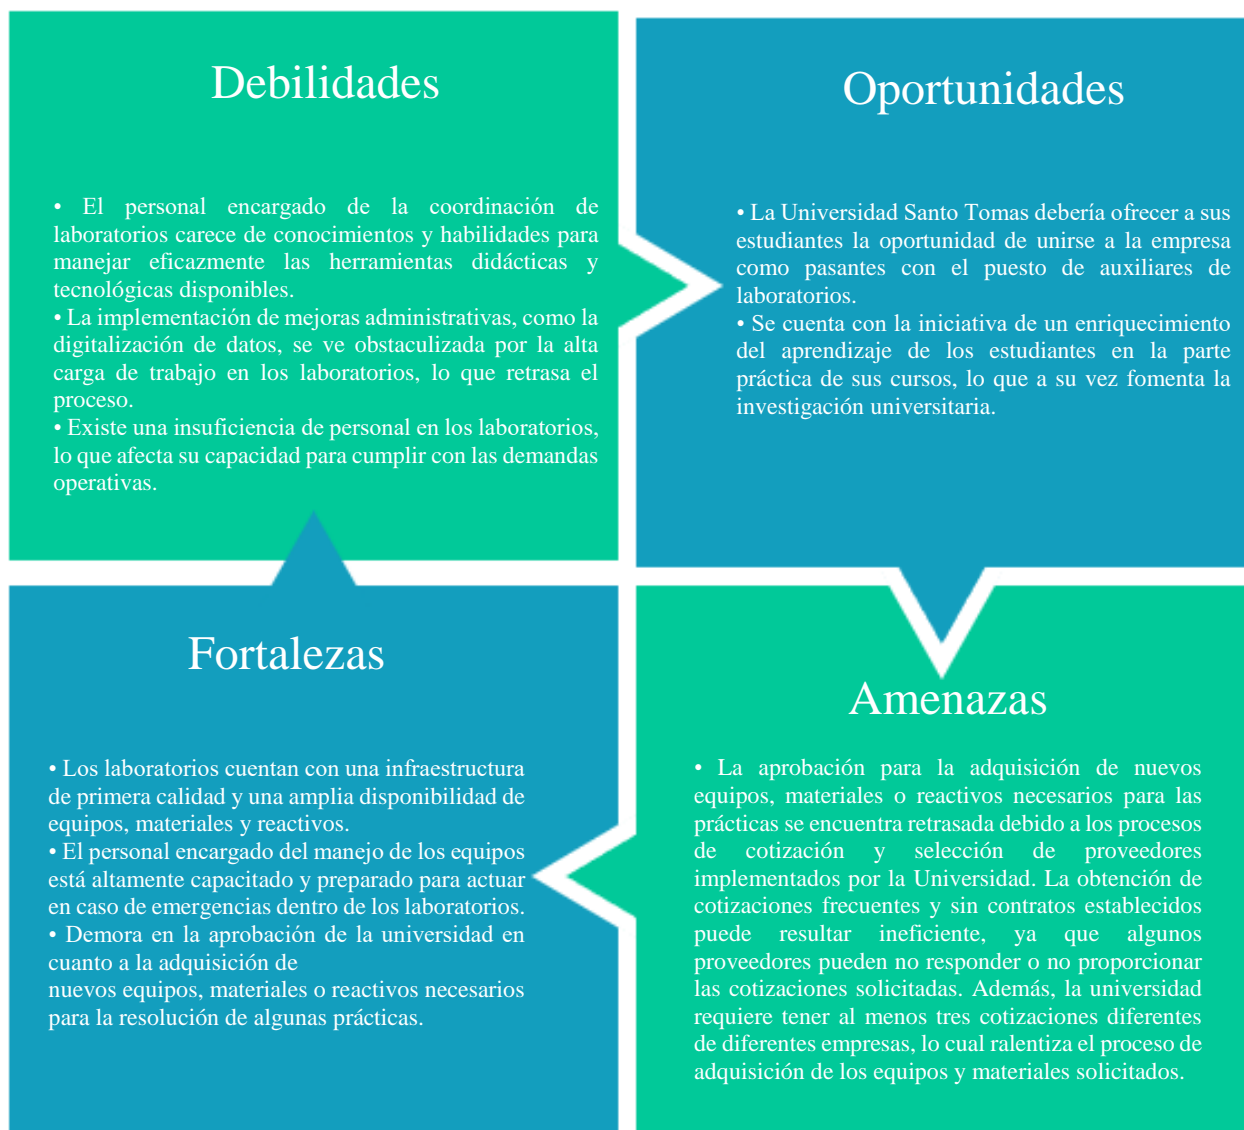 Debilidades
• El personal encargado de la coordinación de
laboratorios carece de conocimientos y habilidades para
manejar eficazmente las herramientas didácticas y
tecnológicas disponibles.
• La implementación de mejoras administrativas, como la
digitalización de datos, se ve obstaculizada por la alta
carga de trabajo en los laboratorios, lo que retrasa el
proceso.
• Existe una insuficiencia de personal en los laboratorios,
lo que afecta su capacidad para cumplir con las demandas
operativas.
Oportunidades
• La Universidad Santo Tomas debería ofrecer a sus
estudiantes la oportunidad de unirse a la empresa
como pasantes con el puesto de auxiliares de
laboratorios.
• Se cuenta con la iniciativa de un enriquecimiento
del aprendizaje de los estudiantes en la parte
práctica de sus cursos, lo que a su vez fomenta la
investigación universitaria.
Fortalezas
• Los laboratorios cuentan con una infraestructura
de primera calidad y una amplia disponibilidad de
equipos, materiales y reactivos.
• El personal encargado del manejo de los equipos
está altamente capacitado y preparado para actuar
en caso de emergencias dentro de los laboratorios.
• Demora en la aprobación de la universidad en
cuanto a la adquisición de
nuevos equipos, materiales o reactivos necesarios
para la resolución de algunas prácticas.
Amenazas
• La aprobación para la adquisición de nuevos
equipos, materiales o reactivos necesarios para las
prácticas se encuentra retrasada debido a los procesos
de cotización y selección de proveedores
implementados por la Universidad. La obtención de
cotizaciones frecuentes y sin contratos establecidos
puede resultar ineficiente, ya que algunos
proveedores pueden no responder o no proporcionar
las cotizaciones solicitadas. Además, la universidad
requiere tener al menos tres cotizaciones diferentes
de diferentes empresas, lo cual ralentiza el proceso de
adquisición de los equipos y materiales solicitados.